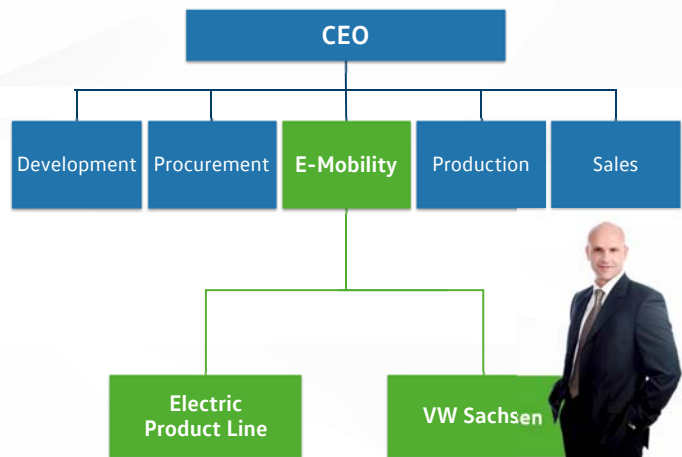 CEO
Development Procurement E-Mobility Production Sales
Electric
Product Line
VW Sachsen